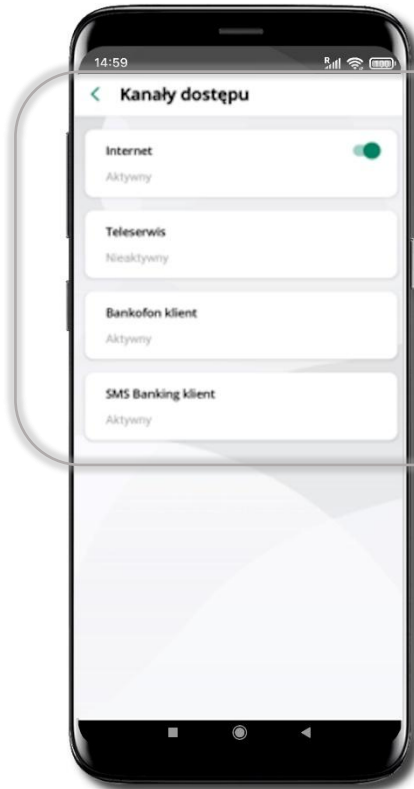 14:59
Kanały dostępu
Internet
Aktywny
Teleserwis
Nieaktywny
Bankofon klient
Aktywny
SMS Banking klient
Aktywny